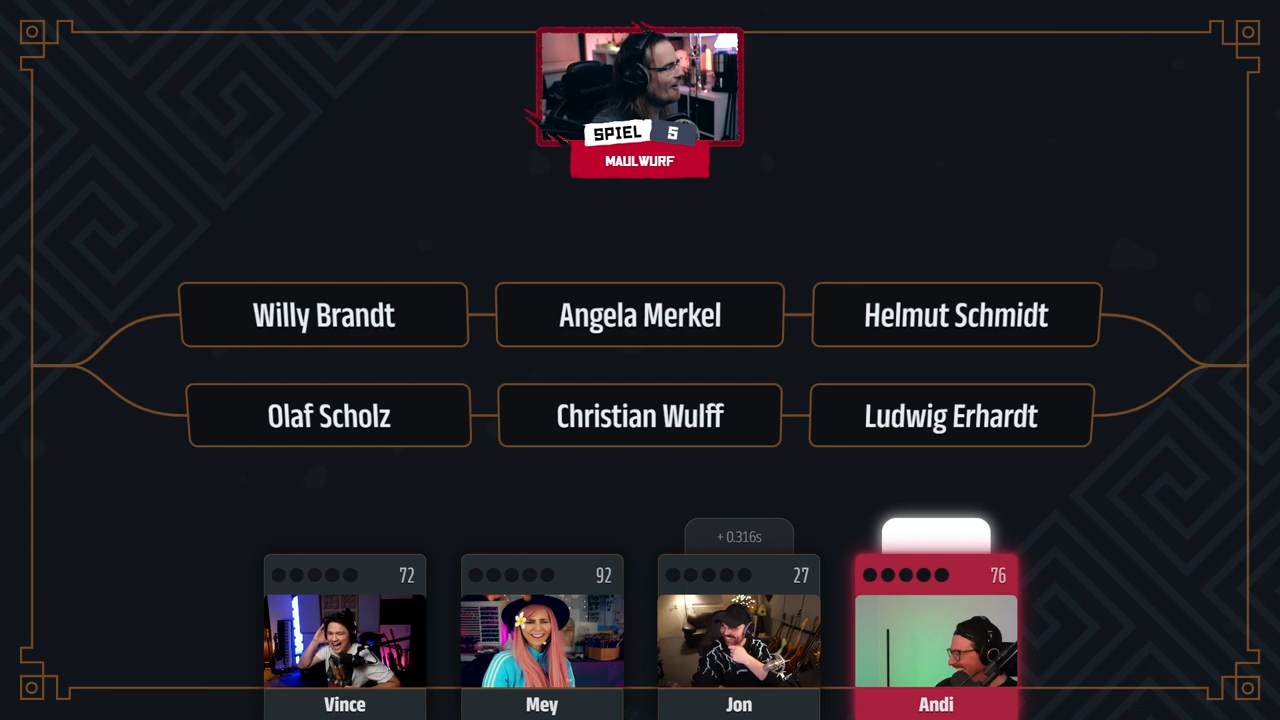 SPIEL 5
MAULWURF
Willy Brandt
Angela Merkel
Helmut Schmidt
Olaf Scholz
Christian Wulff
Ludwig Erhardt
+ 0.316s
72
92
27
76
Vince
Mey
Jon
Andi